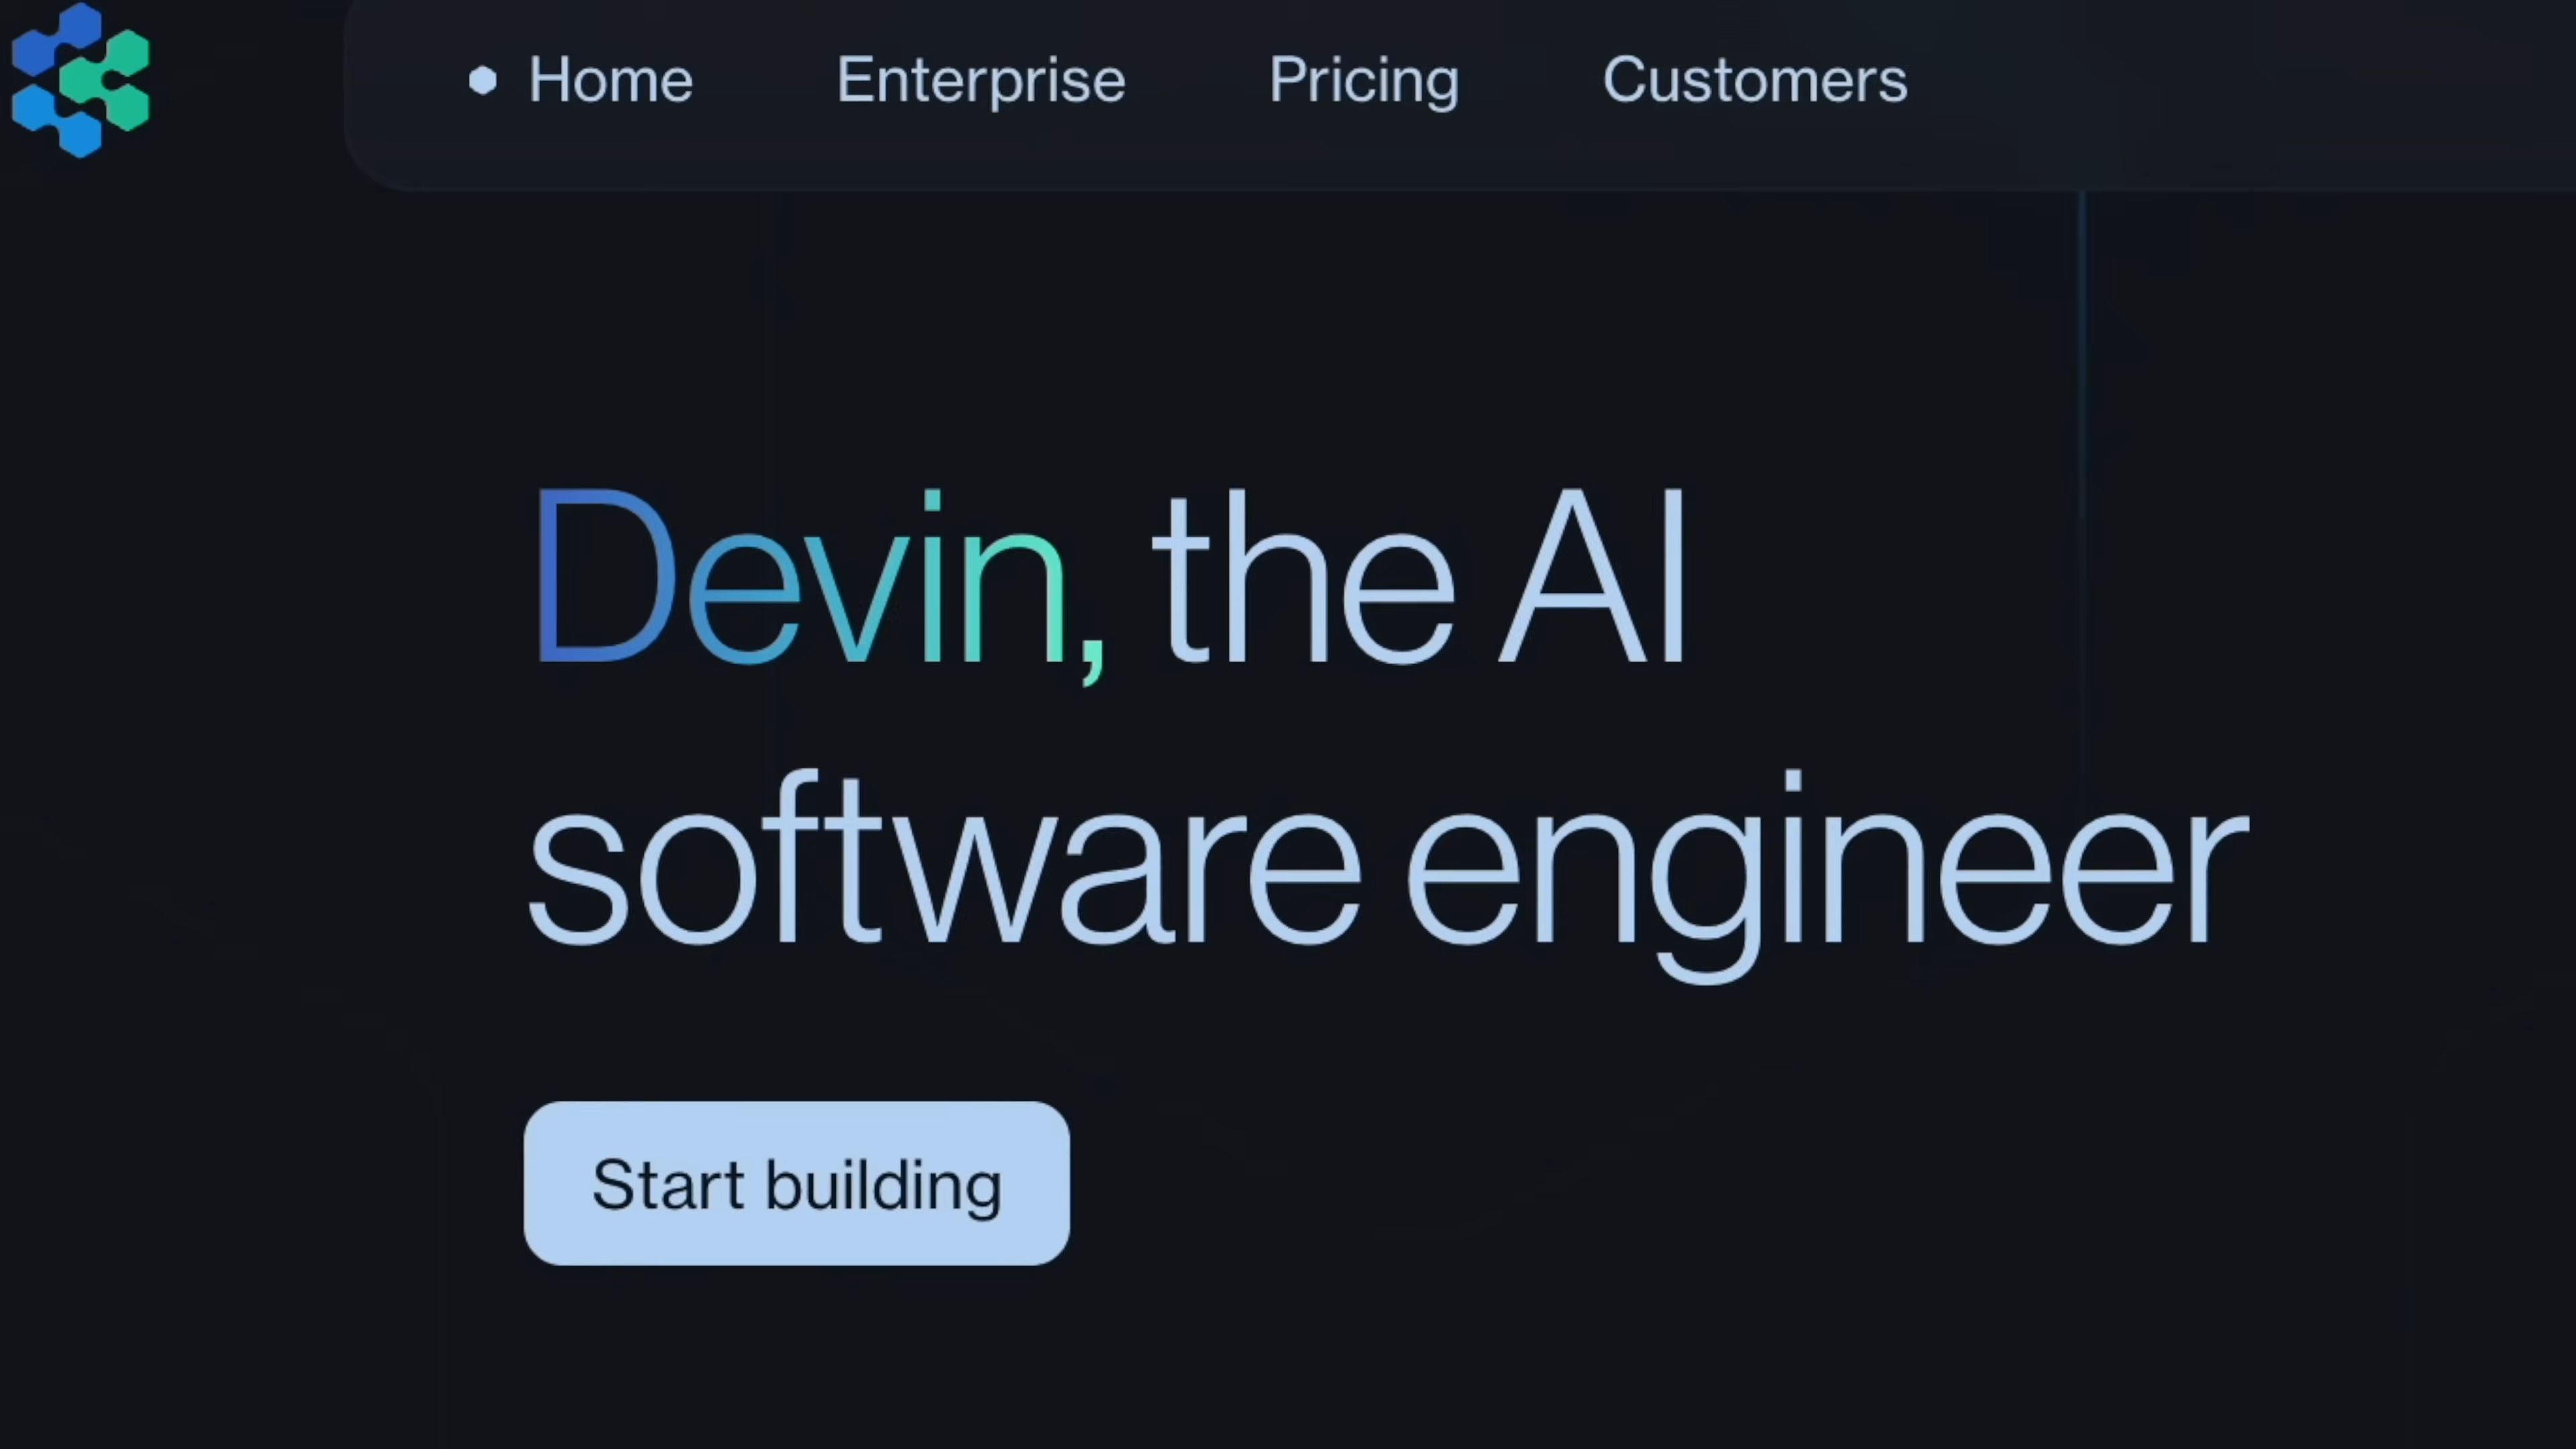 Home Enterprise Pricing Customers
Devin, the AI
software engineer
Start building